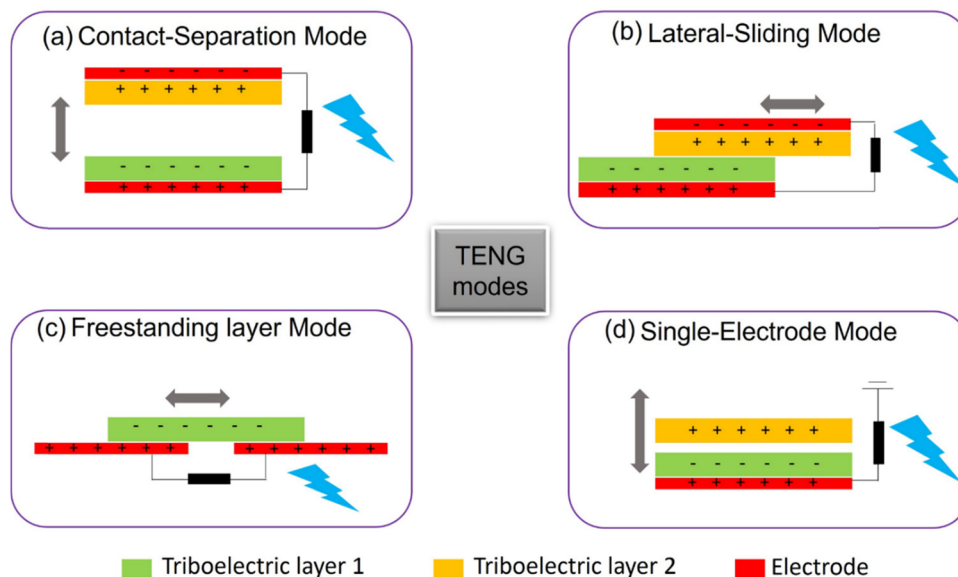 (a) Contact-Separation Mode
- - - - - -
+ + + + + +
- - - - - -
+ + + + + +
(b) Lateral-Sliding Mode
- - - - - -
+ + + + + +
- - - - - -
+ + + + + +
TENG
modes
(c) Freestanding layer Mode
- - - - - -
+ + + + + + + + + + + + + +
(d) Single-Electrode Mode
+ + + + + +
- - - - - -
+ + + + + +
Triboelectric layer 1 Triboelectric layer 2 Electrode